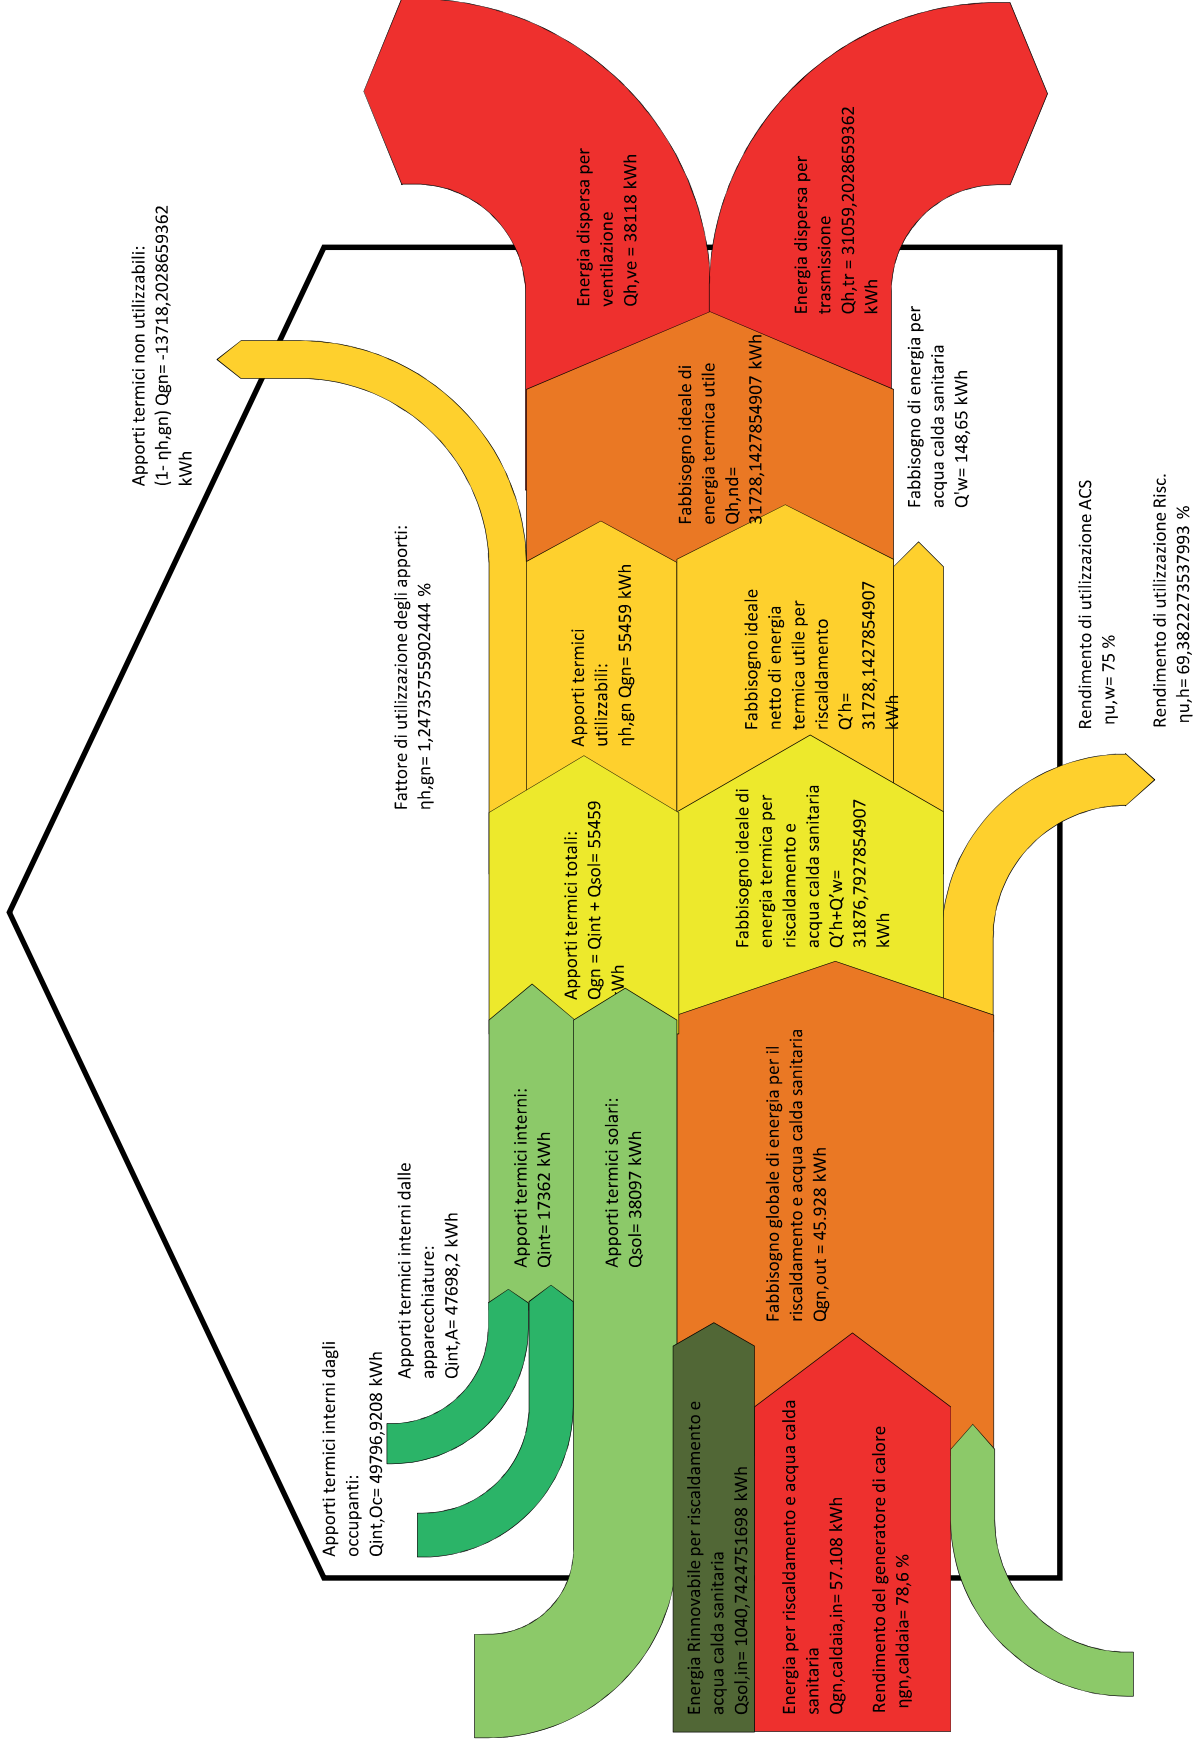 Apporti termici non utilizzabili:
(1- ηh,gn) Qgn= -13718,2028659362
kWh
Fattore di utilizzazione degli apporti:
ηh,gn= 1,24735755902444 %
Apporti termici interni dagli
occupanti:
Qint,Oc= 49796,9208 kWh
Apporti termici interni dalle
apparecchiature:
Qint,A= 47698,2 kWh
Apporti termici interni:
Qint= 17362 kWh
Apporti termici solari:
Qsol= 38097 kWh
Apporti termici totali:
Qgn = Qint + Qsol= 55459
kWh
Apporti termici
utilizzabili:
ηh,gn Qgn= 55459 kWh
Energia dispersa per
ventilazione
Qh,ve = 38118 kWh
Energia dispersa per
trasmissione
Qh,tr = 31059,2028659362
kWh
Fabbisogno ideale di
energia termica utile
Qh,nd=
31728,1427854907 kWh
Fabbisogno ideale
netto di energia
termica utile per
riscaldamento
Q'h=
31728,1427854907
kWh
Fabbisogno di energia per
acqua calda sanitaria
Q'w= 148,65 kWh
Fabbisogno ideale di
energia termica per
riscaldamento e
acqua calda sanitaria
Q'h+Q'w=
31876,7927854907
kWh
Fabbisogno globale di energia per il
riscaldamento e acqua calda sanitaria
Qgn,out = 45.928 kWh
Energia Rinnovabile per riscaldamento e
acqua calda sanitaria
Qsol,in= 1040,7424751698 kWh
Energia per riscaldamento e acqua calda
sanitaria
Qgn,caldaia,in= 57.108 kWh
Rendimento del generatore di calore
ηgn,caldaia= 78,6 %
Rendimento di utilizzazione ACS
ηu,w= 75 %
Rendimento di utilizzazione Risc.
ηu,h= 69,3822273537993 %